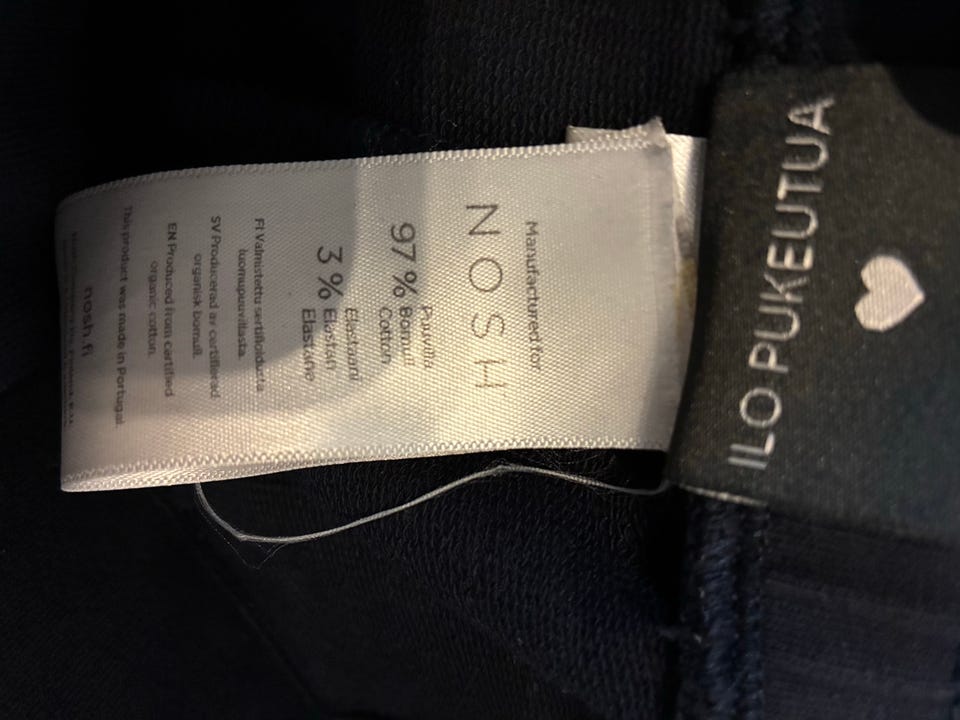 ILO PUKEUTUA
Manufactured for
NOSH
Puuvilla
97 % Bomull
Cotton
Elastaani
3 % Elastan
Elastane
FI Valmistettu sertifioidusta
luomupuuvillasta.
SV Producerad av certifierad
organisk bomull.
EN Produced from certified
organic cotton.
This product was made in Portugal
nosh.fi